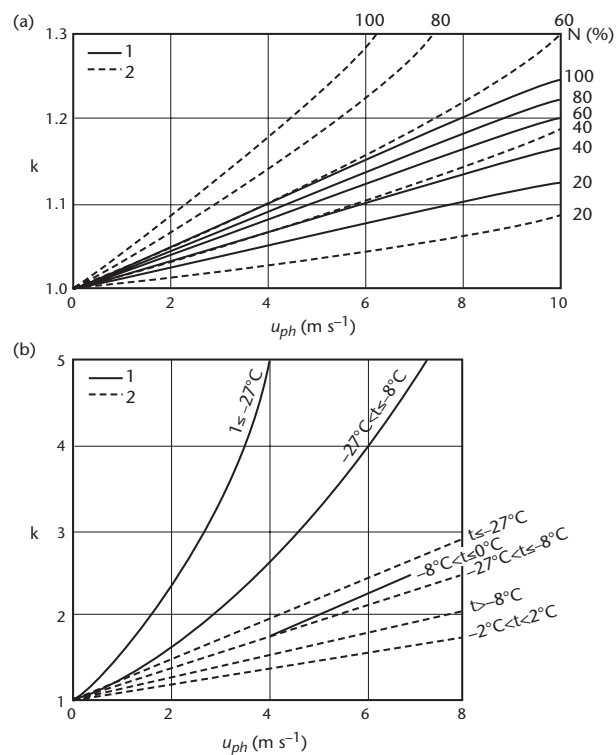 (a)
100
80
60
N (%)
1.3
1
2
100
80
60
40
40
20
20
1.2
k
1.1
1.0
0
2
4
6
8
10
u_ph (m s⁻¹)
(b)
5
1
2
1≤ –27°C
–27°C<t≤–8°C
4
k
3
t≤–27°C
–8°C<t≤0°C
–27°C<t≤–8°C
2
t>–8°C
–2°C<t<2°C
1
0
2
4
6
8
u_ph (m s⁻¹)